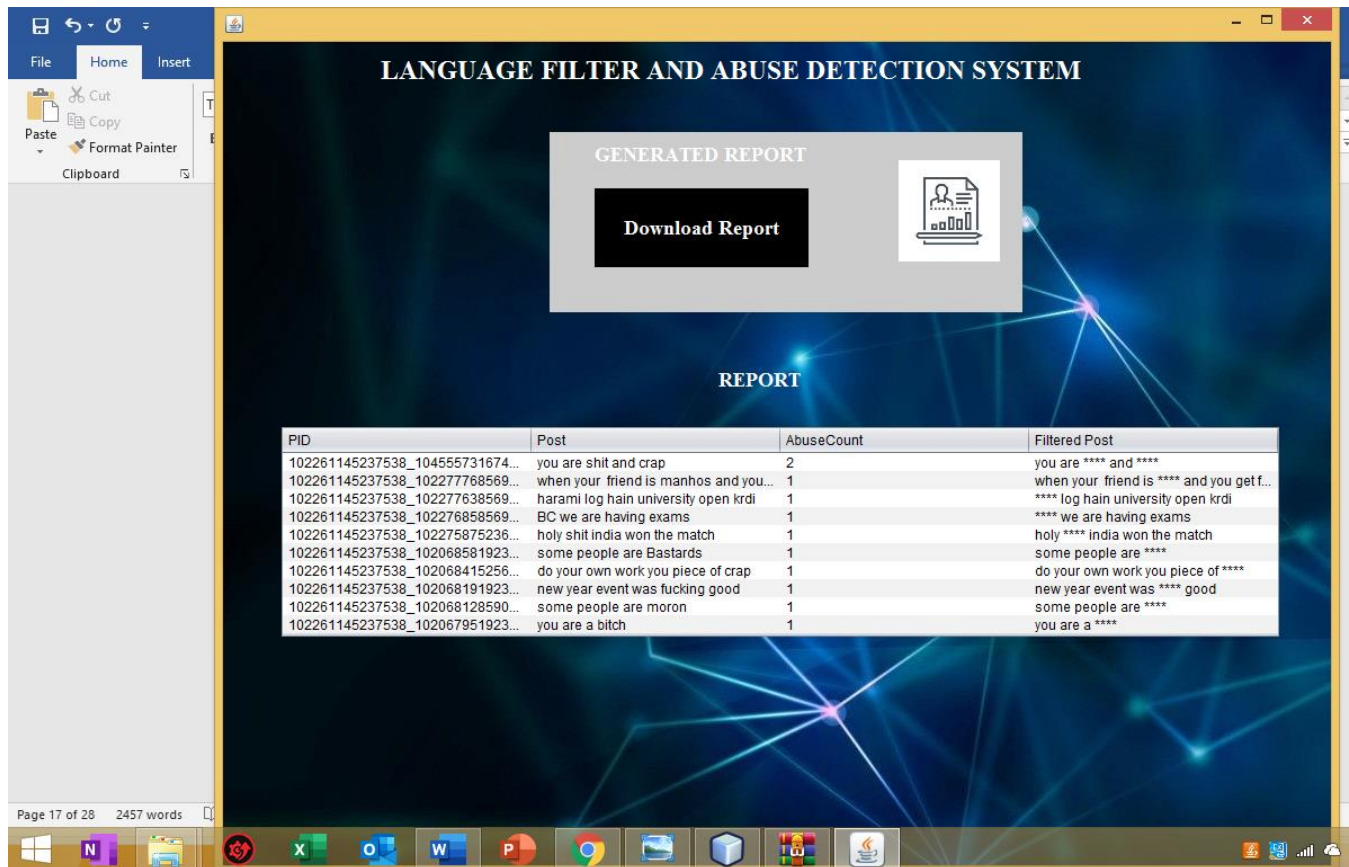 File Home Insert
Cut
Copy
Paste
Format Painter
Clipboard
LANGUAGE FILTER AND ABUSE DETECTION SYSTEM
GENERATED REPORT
Download Report
REPORT
PID Post AbuseCount Filtered Post
102261145237538_104555731674... you are shit and crap 2 you are **** and ****
102261145237538_102277768569... when your friend is manhos and you... 1 when your friend is **** and you get f...
102261145237538_102277638569... harami log hain university open krdi 1 **** log hain university open krdi
102261145237538_102276858569... BC we are having exams 1 **** we are having exams
102261145237538_102275875236... holy shit india won the match 1 holy **** india won the match
102261145237538_102068581923... some people are Bastards 1 some people are ****
102261145237538_102068415256... do your own work you piece of crap 1 do your own work you piece of ****
102261145237538_102068191923... new year event was fucking good 1 new year event was **** good
102261145237538_102068128590... some people are moron 1 some people are ****
102261145237538_102067951923... you are a bitch 1 you are a ****
Page 17 of 28 2457 words